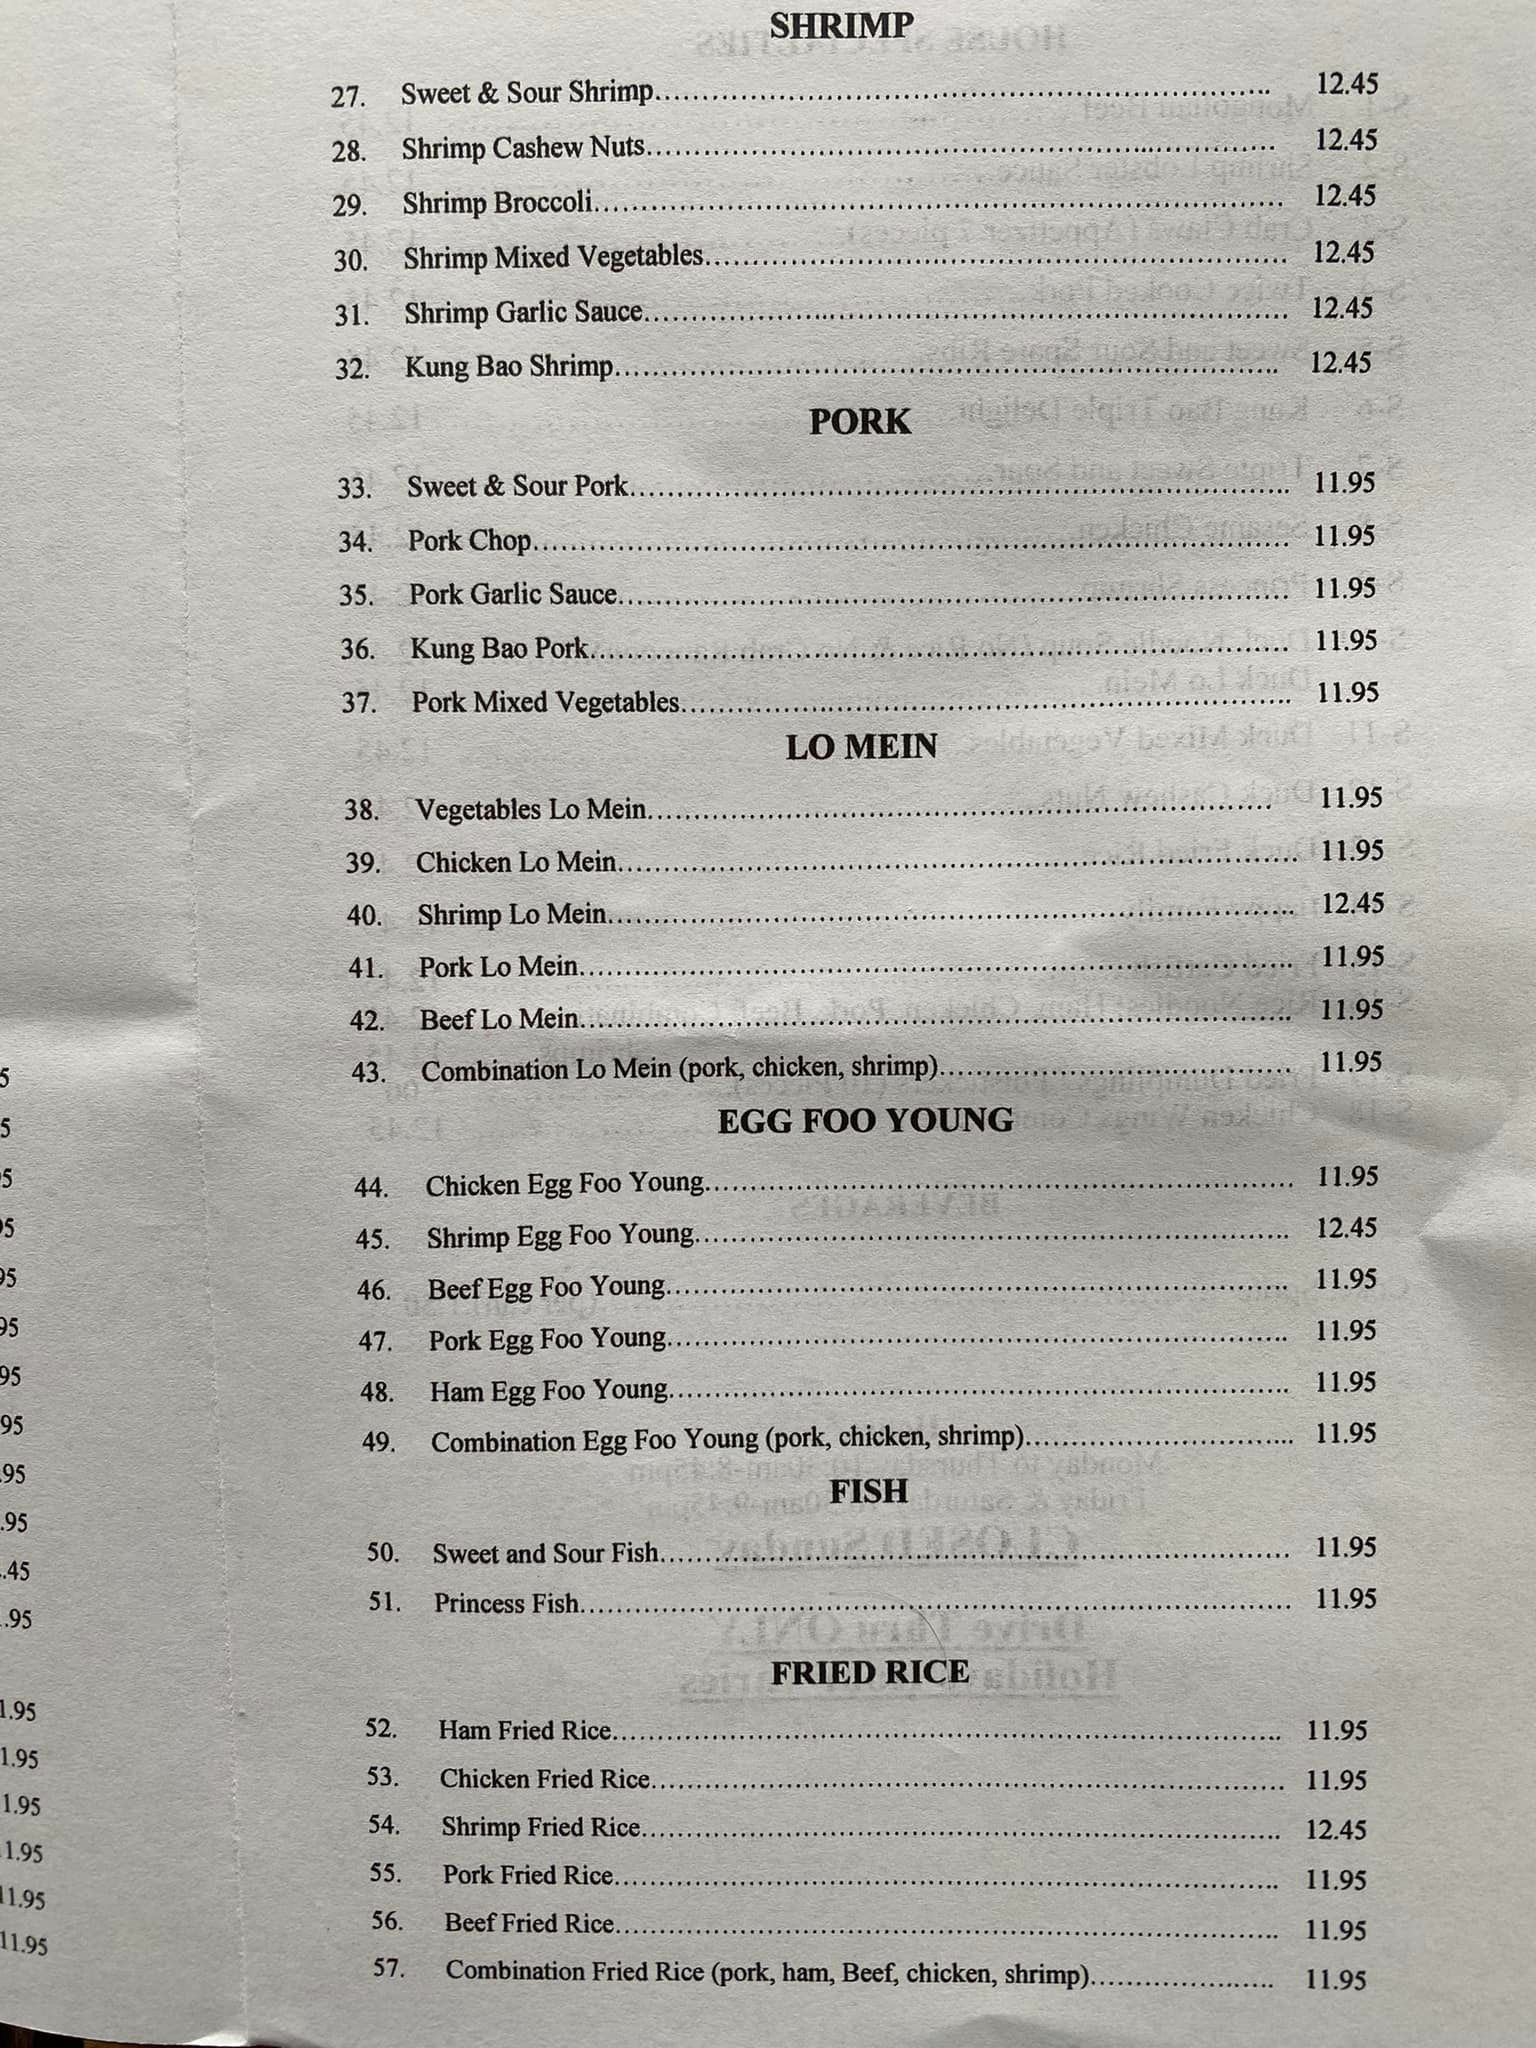 SHRIMP
27. Sweet & Sour Shrimp 12.45
28. Shrimp Cashew Nuts 12.45
29. Shrimp Broccoli 12.45
30. Shrimp Mixed Vegetables 12.45
31. Shrimp Garlic Sauce 12.45
32. Kung Bao Shrimp 12.45
PORK
33. Sweet & Sour Pork 11.95
34. Pork Chop 11.95
35. Pork Garlic Sauce 11.95
36. Kung Bao Pork 11.95
37. Pork Mixed Vegetables 11.95
LO MEIN
38. Vegetables Lo Mein 11.95
39. Chicken Lo Mein 11.95
40. Shrimp Lo Mein 12.45
41. Pork Lo Mein 11.95
42. Beef Lo Mein 11.95
43. Combination Lo Mein (pork, chicken, shrimp) 11.95
EGG FOO YOUNG
44. Chicken Egg Foo Young 11.95
45. Shrimp Egg Foo Young 12.45
46. Beef Egg Foo Young 11.95
47. Pork Egg Foo Young 11.95
48. Ham Egg Foo Young 11.95
49. Combination Egg Foo Young (pork, chicken, shrimp) 11.95
FISH
50. Sweet and Sour Fish 11.95
51. Princess Fish 11.95
FRIED RICE
52. Ham Fried Rice 11.95
53. Chicken Fried Rice 11.95
54. Shrimp Fried Rice 12.45
55. Pork Fried Rice 11.95
56. Beef Fried Rice 11.95
57. Combination Fried Rice (pork, ham, Beef, chicken, shrimp) 11.95